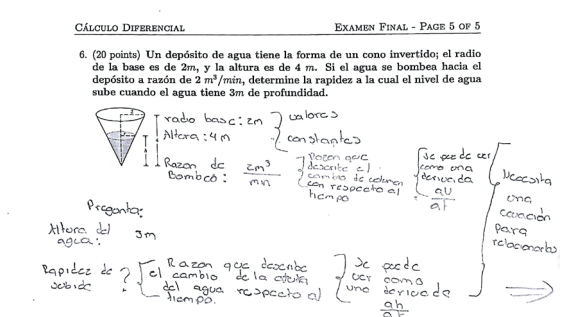 CÁLCULO DIFERENCIAL EXAMEN FINAL - PAGE 5 OF 5
6. (20 points) Un depósito de agua tiene la forma de un cono invertido; el radio
de la base es de 2m, y la altura es de 4 m. Si el agua se bombea hacia el
depósito a razón de 2 m³/min, determine la rapidez a la cual el nivel de agua
sube cuando el agua tiene 3m de profundidad.
radio base: 2m
Altura: 4m
valores
constantes
Razon de
Bombeo:
2m³
min
Razon que
describe el
cambio de volumen
con respecto al
tiempo
Se puede ver
como una
derivada
dV
dt
Necesita
una
ecuación
para
relacionarlos
Pregunta:
Altura del
agua:
3m
Rapidez de
subida
?
Razon que describe
el cambio de la altura
del agua respecto al
tiempo.
Se puede
ver como
una derivada
dh
dt